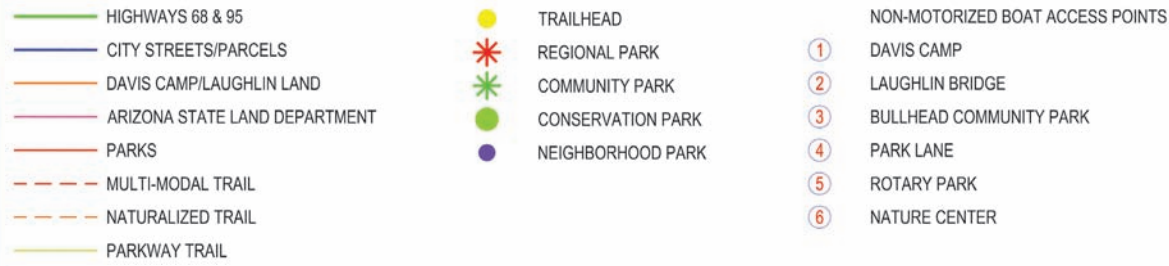 HIGHWAYS 68 & 95
CITY STREETS/PARCELS
DAVIS CAMP/LAUGHLIN LAND
ARIZONA STATE LAND DEPARTMENT
PARKS
MULTI-MODAL TRAIL
NATURALIZED TRAIL
PARKWAY TRAIL
TRAILHEAD
REGIONAL PARK
COMMUNITY PARK
CONSERVATION PARK
NEIGHBORHOOD PARK
NON-MOTORIZED BOAT ACCESS POINTS
1 DAVIS CAMP
2 LAUGHLIN BRIDGE
3 BULLHEAD COMMUNITY PARK
4 PARK LANE
5 ROTARY PARK
6 NATURE CENTER